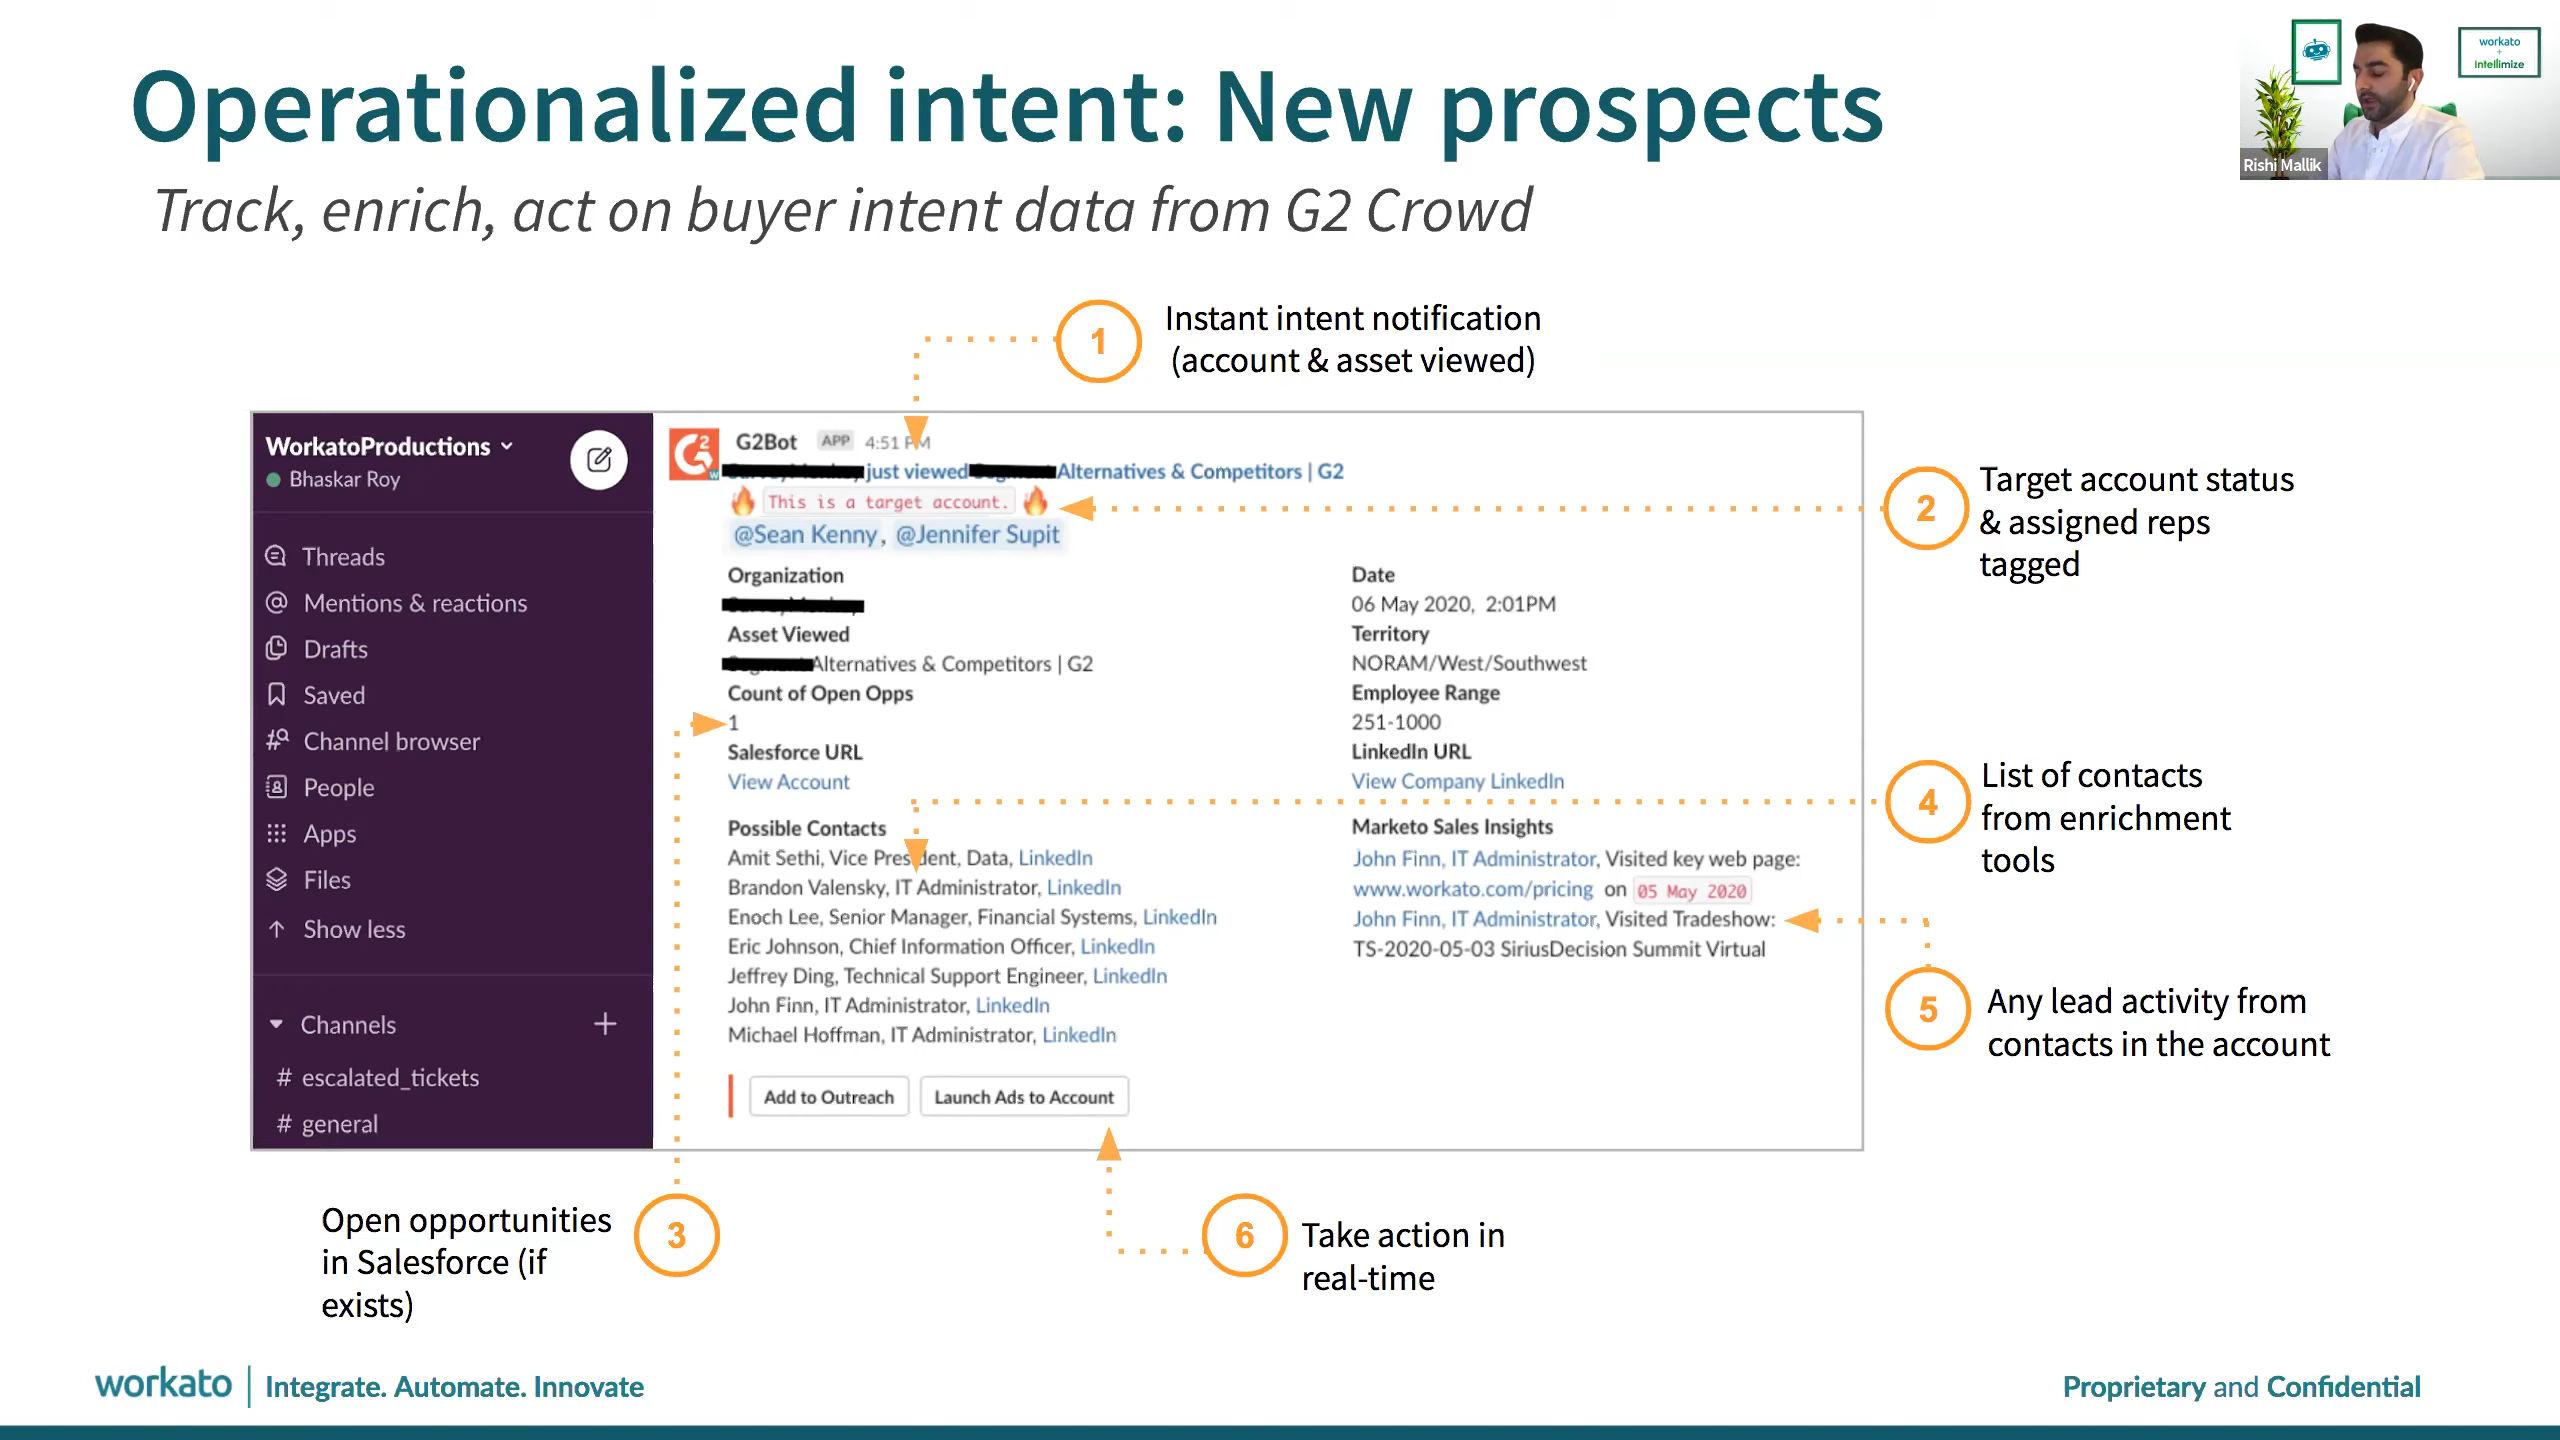 Operationalized intent: New prospects
Track, enrich, act on buyer intent data from G2 Crowd
workato
+
Intellimize
Rishi Mallik
1
Instant intent notification
(account & asset viewed)
WorkatoProductions
Bhaskar Roy
Threads
Mentions & reactions
Drafts
Saved
Channel browser
People
Apps
Files
Show less
Channels
# escalated_tickets
# general
G2Bot APP 4:51 PM
just viewed Alternatives & Competitors | G2
This is a target account.
@Sean Kenny, @Jennifer Supit
Organization
Asset Viewed
Alternatives & Competitors | G2
Count of Open Opps
1
Salesforce URL
View Account
Date
06 May 2020, 2:01PM
Territory
NORAM/West/Southwest
Employee Range
251-1000
LinkedIn URL
View Company LinkedIn
Possible Contacts
Amit Sethi, Vice President, Data, LinkedIn
Brandon Valensky, IT Administrator, LinkedIn
Enoch Lee, Senior Manager, Financial Systems, LinkedIn
Eric Johnson, Chief Information Officer, LinkedIn
Jeffrey Ding, Technical Support Engineer, LinkedIn
John Finn, IT Administrator, LinkedIn
Michael Hoffman, IT Administrator, LinkedIn
Marketo Sales Insights
John Finn, IT Administrator, Visited key web page:
www.workato.com/pricing on 05 May 2020
John Finn, IT Administrator, Visited Tradeshow:
TS-2020-05-03 SiriusDecision Summit Virtual
Add to Outreach
Launch Ads to Account
2
Target account status
& assigned reps
tagged
4
List of contacts
from enrichment
tools
5
Any lead activity from
contacts in the account
Open opportunities
in Salesforce (if
exists)
3
6
Take action in
real-time
workato | Integrate. Automate. Innovate
Proprietary and Confidential